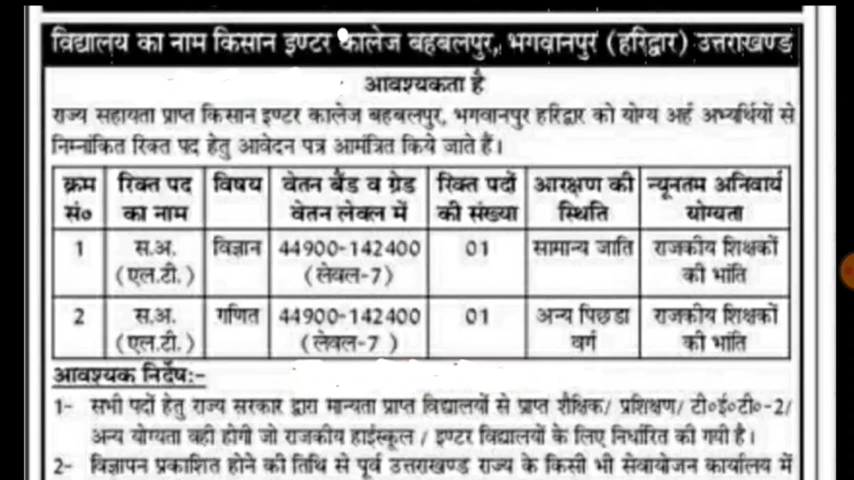 विद्यालय का नाम किसान इण्टर कालेज बहबलपुर, भगवानपुर (हरिद्वार) उत्तराखण्ड
आवश्यकता है
राज्य सहायता प्राप्त किसान इण्टर कालेज बहबलपुर, भगवानपुर हरिद्वार को योग्य अर्ह अभ्यर्थियों से
निम्नांकित रिक्त पद हेतु आवेदन पत्र आमंत्रित किये जाते हैं।
क्रम सं० रिक्त पद का नाम विषय वेतन बैंड व ग्रेड वेतन लेवल में रिक्त पदों की संख्या आरक्षण की स्थिति न्यूनतम अनिवार्य योग्यता
1 स.अ. (एल.टी.) विज्ञान 44900-142400 (लेवल-7) 01 सामान्य जाति राजकीय शिक्षकों की भांति
2 स.अ. (एल.टी.) गणित 44900-142400 (लेवल-7 ) 01 अन्य पिछडा वर्ग राजकीय शिक्षकों की भांति
आवश्यक निर्देष:-
1- सभी पदों हेतु राज्य सरकार द्वारा मान्यता प्राप्त विद्यालयों से प्राप्त शैक्षिक/ प्रशिक्षण/ टी०ई०टी०-2/
अन्य योग्यता वही होगी जो राजकीय हाईस्कूल / इण्टर विद्यालयों के लिए निर्धारित की गयी है।
2- विज्ञापन प्रकाशित होने की तिथि से पूर्व उत्तराखण्ड राज्य के किसी भी सेवायोजन कार्यालय में